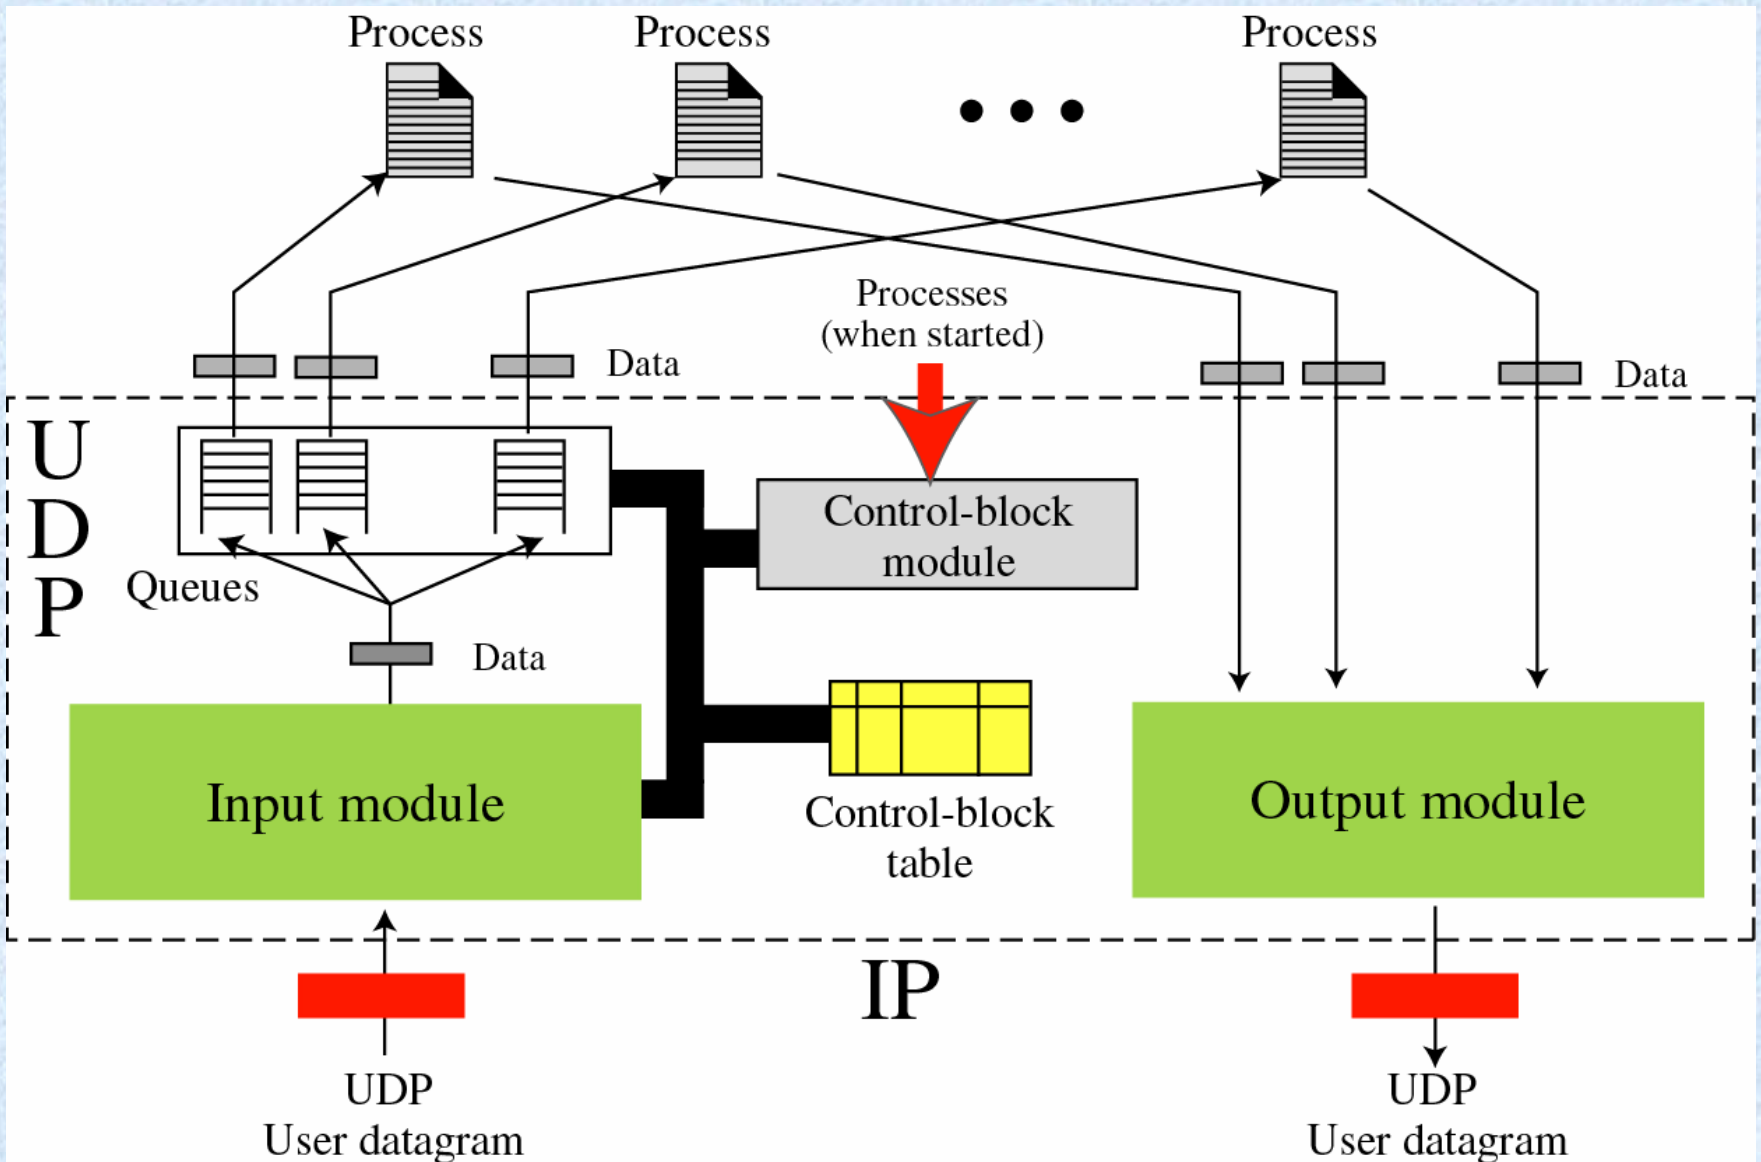 Process
Process
Process
Processes
(when started)
Data
Data
U
D
P
Control-block
module
Queues
Data
Input module
Control-block
table
Output module
IP
UDP
User datagram
UDP
User datagram